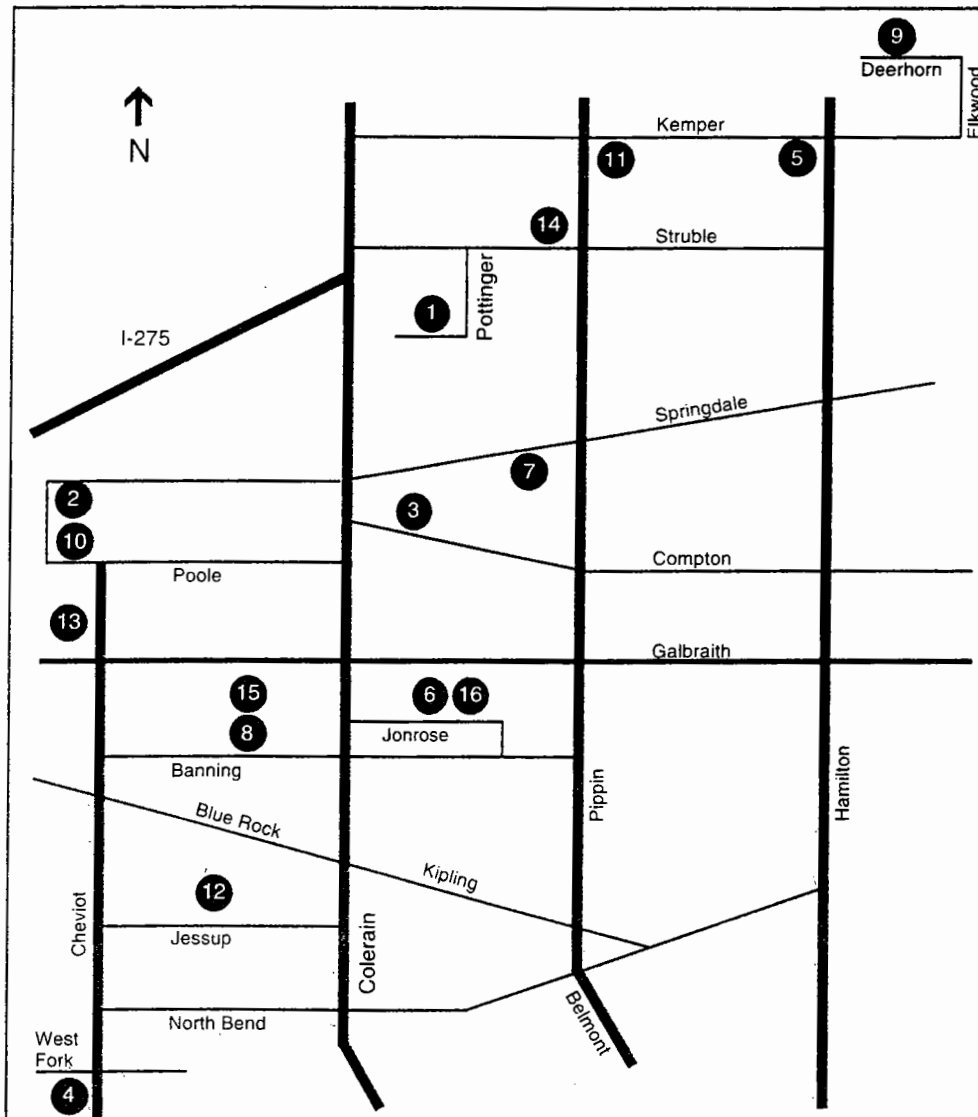 9
Deerhorn
Elkwood
N
Kemper
11
5
14
Struble
Pottinger
1
I-275
Springdale
7
2
3
10
Poole
Compton
13
Galbraith
15
6
16
8
Jonrose
Banning
Pippin
Hamilton
Blue Rock
Kipling
12
Cheviot
Jessup
Colerain
North Bend
Belmont
West
Fork
4